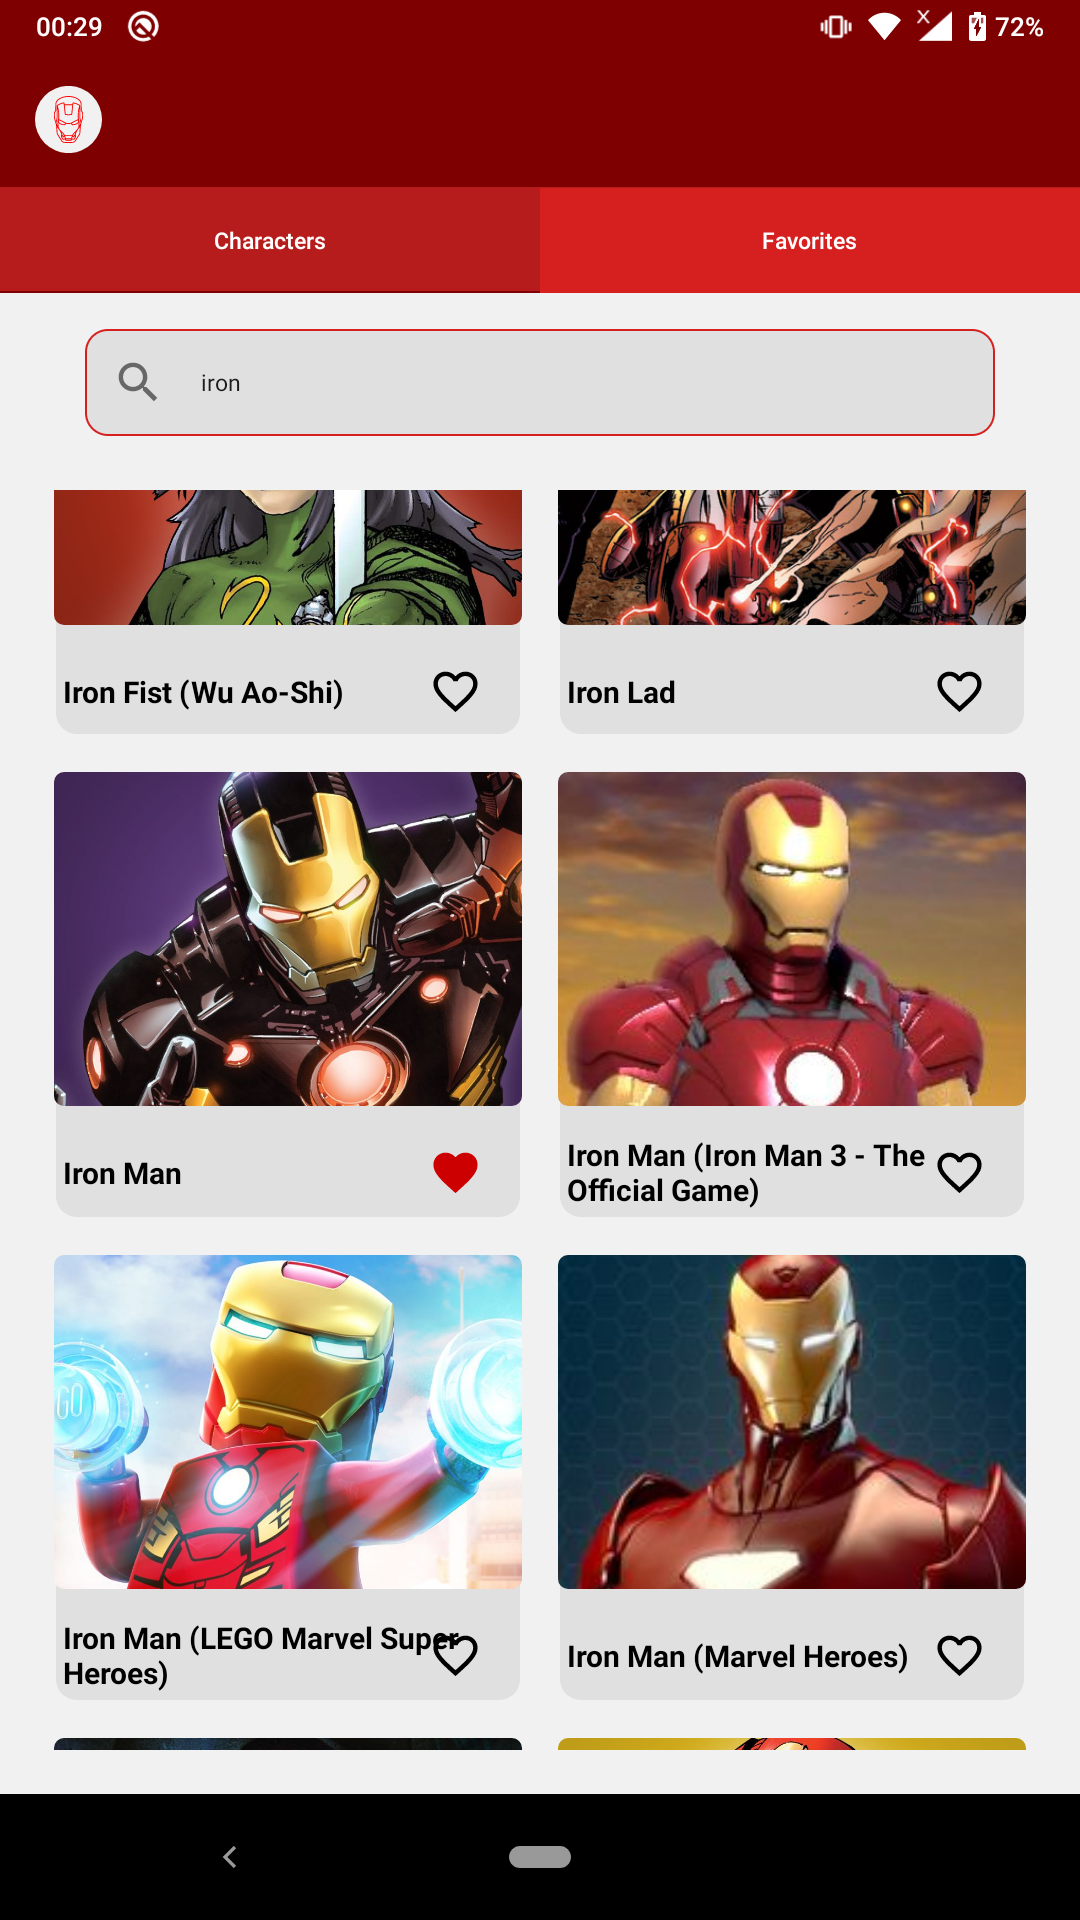 00:29
72%
Characters
Favorites
iron
Iron Fist (Wu Ao-Shi)
Iron Lad
Iron Man
Iron Man (Iron Man 3 - The
Official Game)
Iron Man (LEGO Marvel Super
Heroes)
Iron Man (Marvel Heroes)